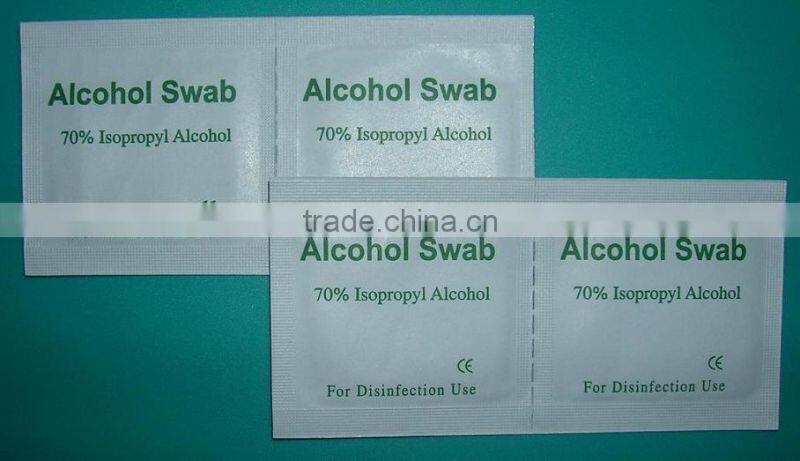 Alcohol Swab
70% Isopropyl Alcohol
Alcohol Swab
70% Isopropyl Alcohol
trade.china.cn
Alcohol Swab
70% Isopropyl Alcohol
CE
For Disinfection Use
Alcohol Swab
70% Isopropyl Alcohol
CE
For Disinfection Use